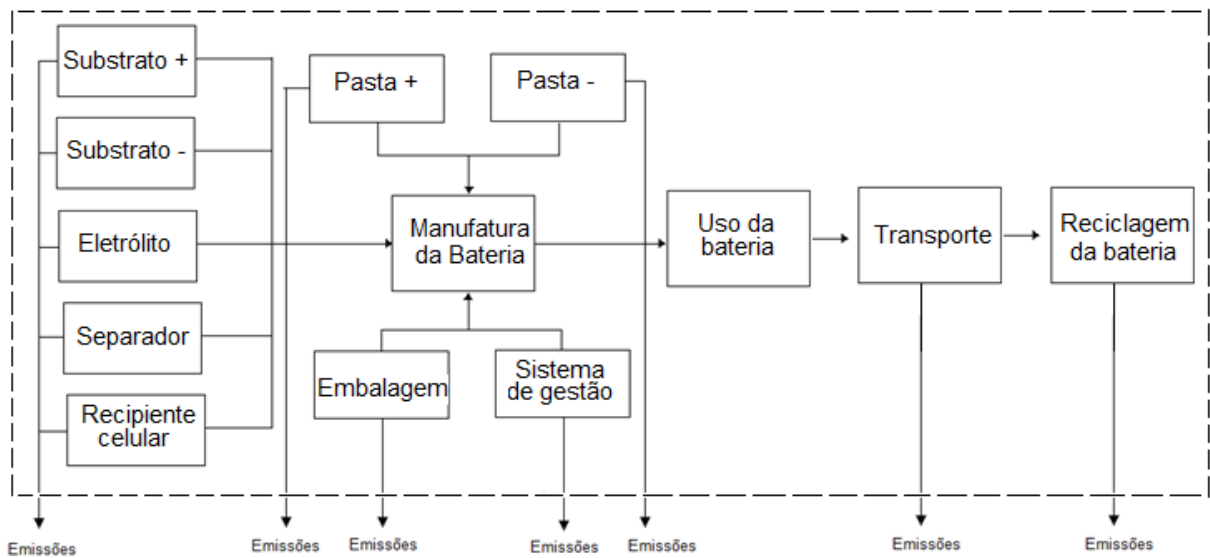 Substrato +
Substrato -
Eletrólito
Separador
Recipiente
celular
Pasta +
Pasta -
Manufatura
da Bateria
Embalagem
Sistema
de gestão
Uso da
bateria
Transporte
Reciclagem
da bateria
Emissões
Emissões
Emissões
Emissões
Emissões
Emissões
Emissões